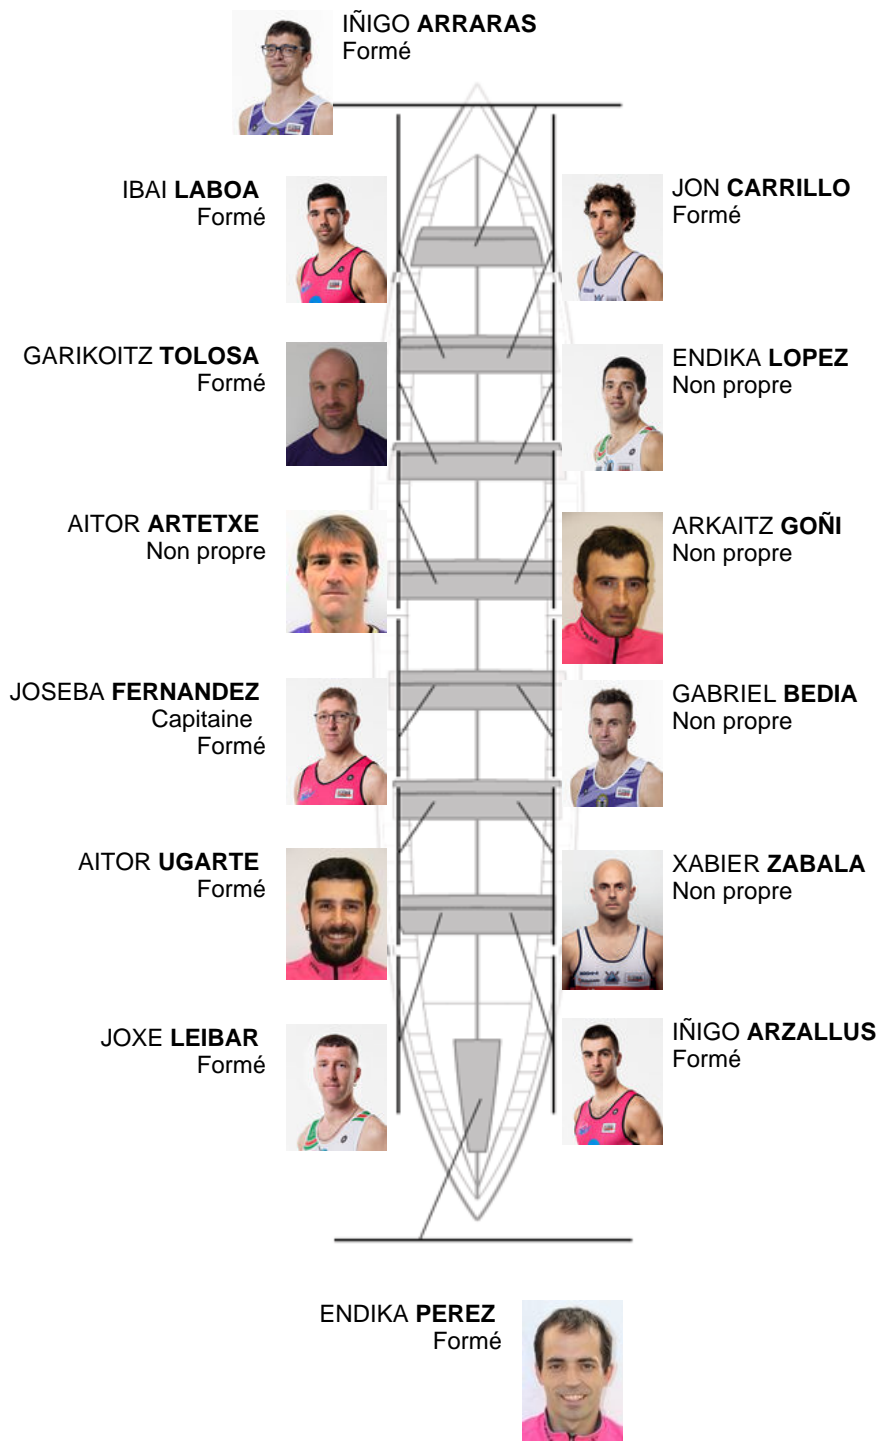 IÑIGO ARRARAS
Formé
IBAI LABOA
Formé
JON CARRILLO
Formé
GARIKOITZ TOLOSA
Formé
ENDIKA LOPEZ
Non propre
AITOR ARTETXE
Non propre
ARKAITZ GOÑI
Non propre
JOSEBA FERNANDEZ
Capitaine
Formé
GABRIEL BEDIA
Non propre
AITOR UGARTE
Formé
XABIER ZABALA
Non propre
JOXE LEIBAR
Formé
IÑIGO ARZALLUS
Formé
ENDIKA PEREZ
Formé